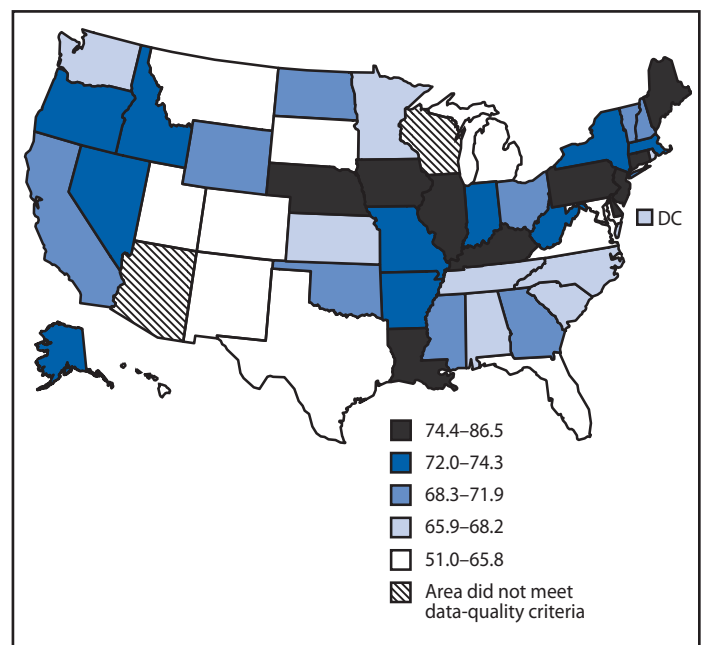 DC
74.4–86.5
72.0–74.3
68.3–71.9
65.9–68.2
51.0–65.8
Area did not meet
data-quality criteria